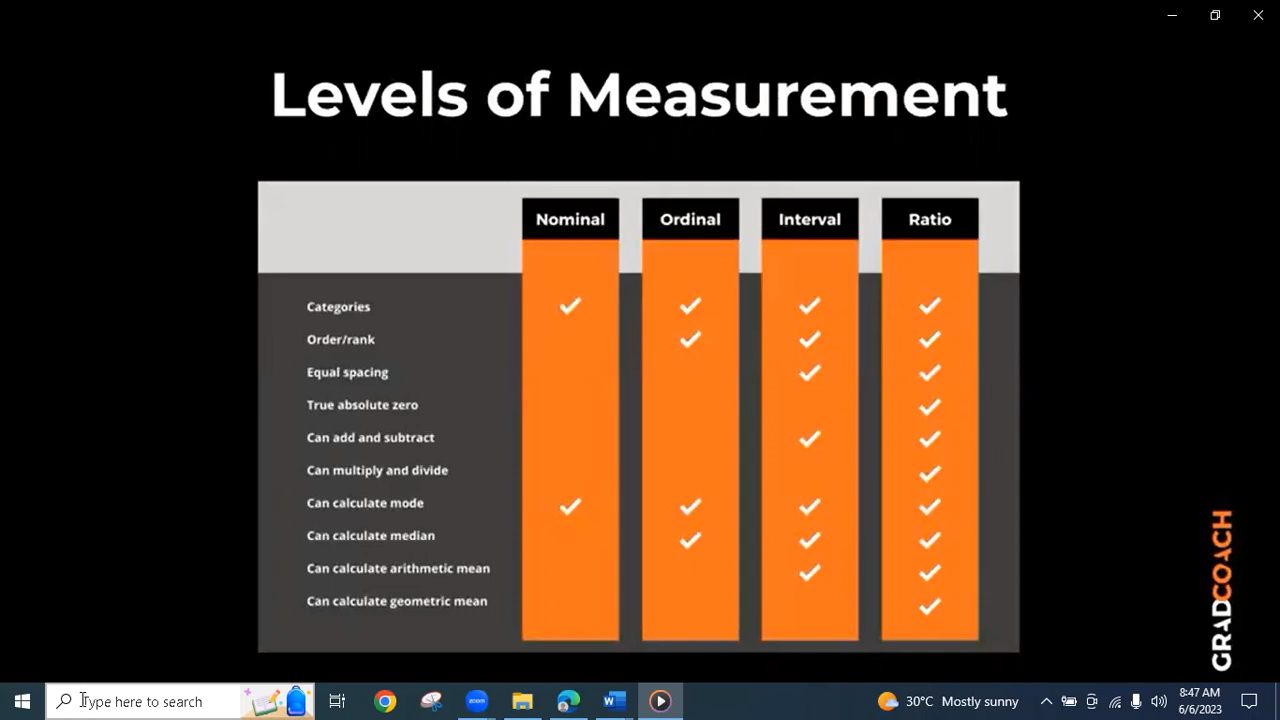 Levels of Measurement
Nominal Ordinal Interval Ratio
Categories
Order/rank
Equal spacing
True absolute zero
Can add and subtract
Can multiply and divide
Can calculate mode
Can calculate median
Can calculate arithmetic mean
Can calculate geometric mean
GRADCOACH
Type here to search
zoom
W
30°C Mostly sunny
8:47 AM
6/6/2023